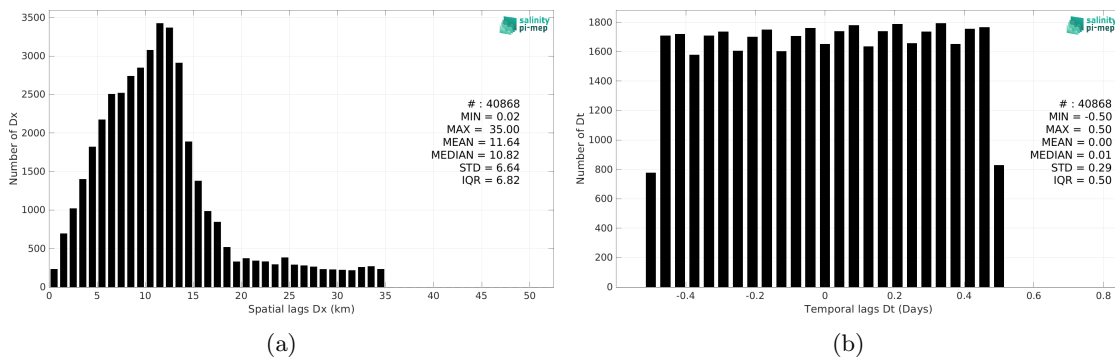 3500
3000
2500
2000
1500
1000
500
0
Number of Dx
0 5 10 15 20 25 30 35 40 45 50
Spatial lags Dx (km)
salinity
pi-mep
# : 40868
MIN = 0.02
MAX = 35.00
MEAN = 11.64
MEDIAN = 10.82
STD = 6.64
IQR = 6.82
(a)
1800
1600
1400
1200
1000
800
600
400
200
0
Number of Dt
-0.4 -0.2 0 0.2 0.4 0.6 0.8
Temporal lags Dt (Days)
salinity
pi-mep
# : 40868
MIN = -0.50
MAX = 0.50
MEAN = 0.00
MEDIAN = 0.01
STD = 0.29
IQR = 0.50
(b)